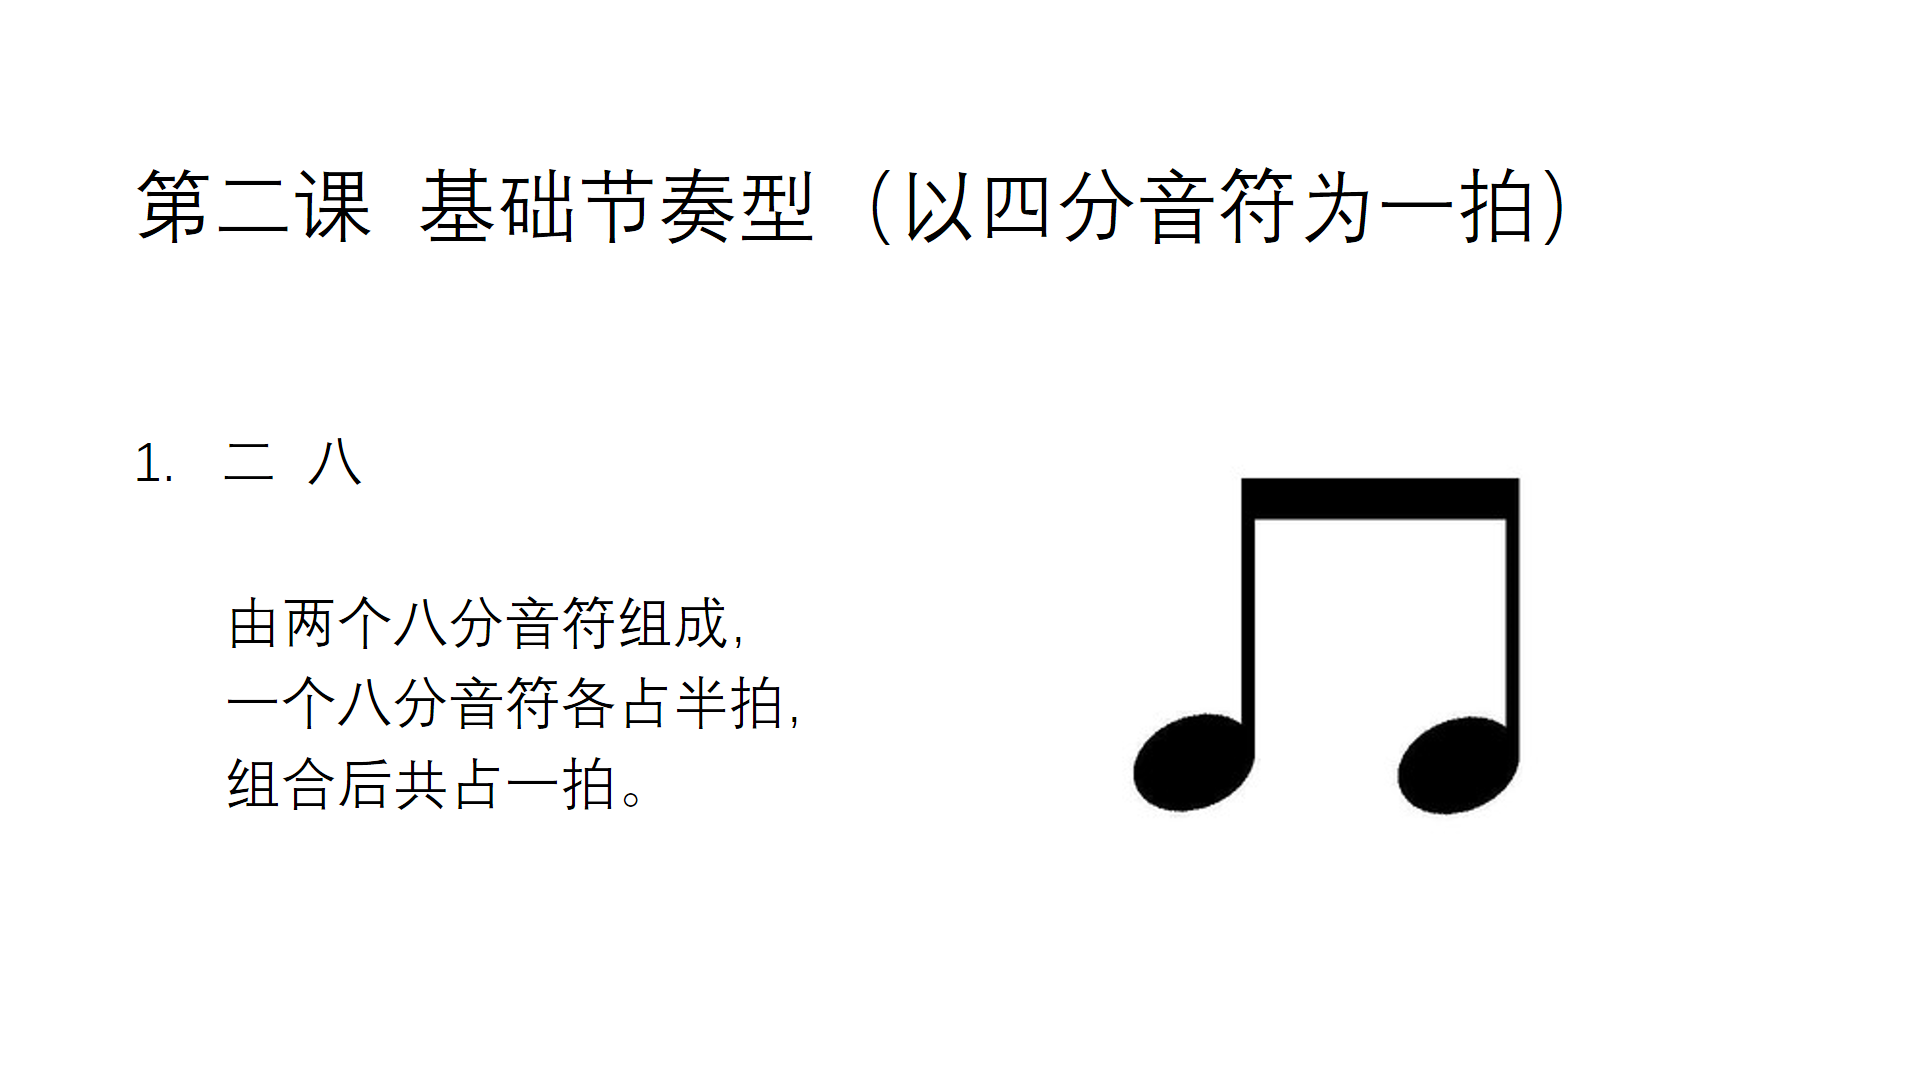 第二课 基础节奏型（以四分音符为一拍）
1. 二 八
由两个八分音符组成，
一个八分音符各占半拍，
组合后共占一拍。